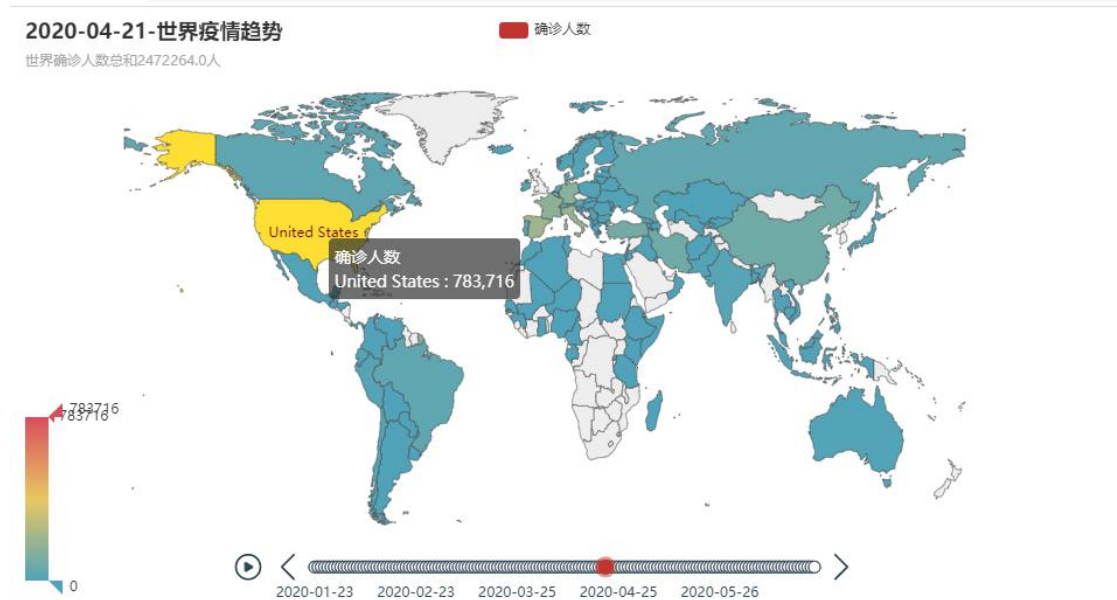 2020-04-21-世界疫情趋势
确诊人数
世界确诊人数总和2472264.0人
United States
确诊人数
United States : 783,716
783716
783716
0
2020-01-23
2020-02-23
2020-03-25
2020-04-25
2020-05-26